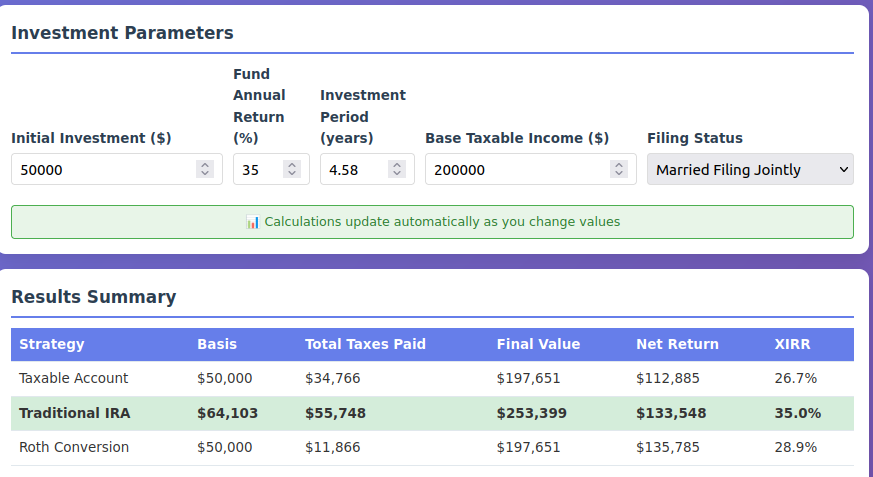 Investment Parameters
Initial Investment ($)
Fund
Annual
Return
(%)
Investment
Period
(years)
Base Taxable Income ($)
Filing Status
50000
35
4.58
200000
Married Filing Jointly
📊 Calculations update automatically as you change values
Results Summary
Strategy Basis Total Taxes Paid Final Value Net Return XIRR
Taxable Account $50,000 $34,766 $197,651 $112,885 26.7%
Traditional IRA $64,103 $55,748 $253,399 $133,548 35.0%
Roth Conversion $50,000 $11,866 $197,651 $135,785 28.9%